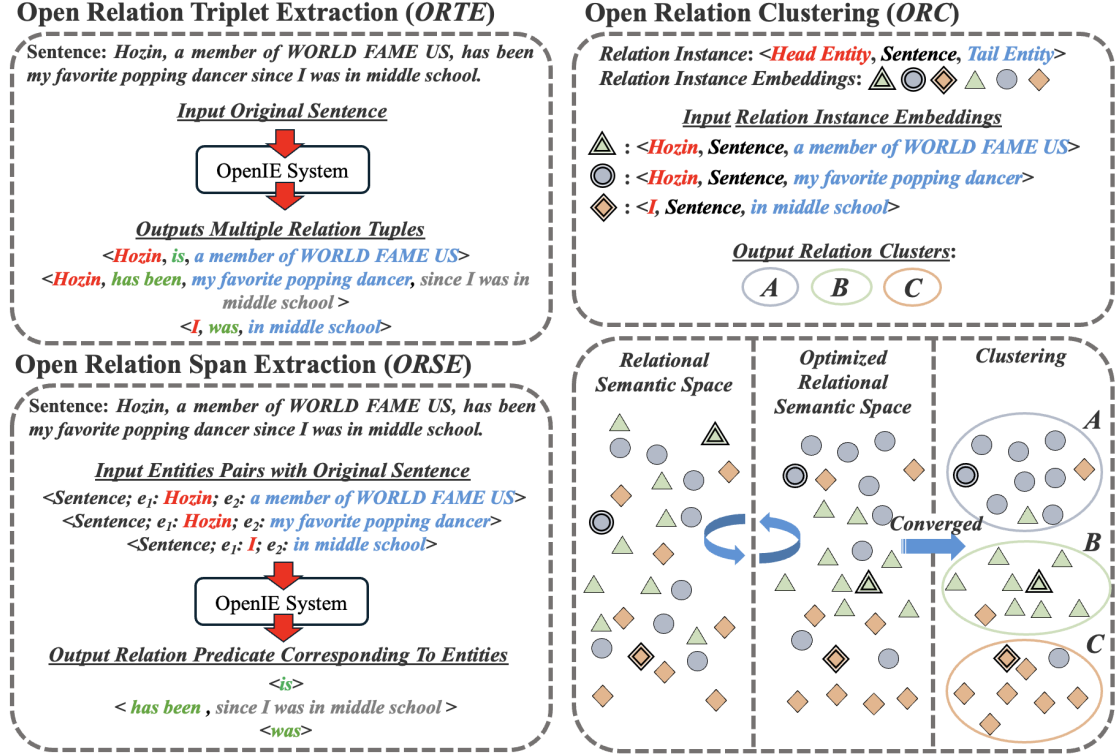 Open Relation Triplet Extraction (ORTE)
Sentence: Hozin, a member of WORLD FAME US, has been
my favorite popping dancer since I was in middle school.
Input Original Sentence
OpenIE System
Outputs Multiple Relation Tuples
<Hozin, is, a member of WORLD FAME US>
<Hozin, has been, my favorite popping dancer, since I was in
middle school >
<I, was, in middle school>
Open Relation Span Extraction (ORSE)
Sentence: Hozin, a member of WORLD FAME US, has been
my favorite popping dancer since I was in middle school.
Input Entities Pairs with Original Sentence
<Sentence; e1: Hozin; e2: a member of WORLD FAME US>
<Sentence; e1: Hozin; e2: my favorite popping dancer>
<Sentence; e1: I; e2: in middle school>
OpenIE System
Output Relation Predicate Corresponding To Entities
<is>
< has been , since I was in middle school >
<was>
Open Relation Clustering (ORC)
Relation Instance: <Head Entity, Sentence, Tail Entity>
Relation Instance Embeddings:
Input Relation Instance Embeddings
: <Hozin, Sentence, a member of WORLD FAME US>
: <Hozin, Sentence, my favorite popping dancer>
: <I, Sentence, in middle school>
Output Relation Clusters:
A B C
Relational
Semantic Space
Optimized
Relational
Semantic Space
Clustering
A
Converged
B
C